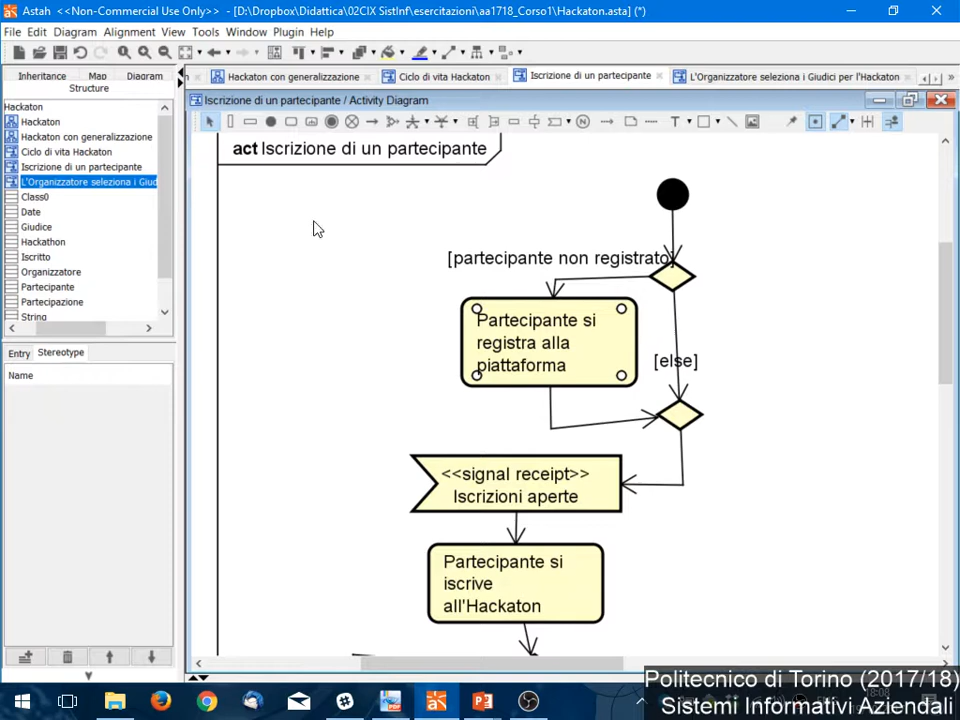 Astah <<Non-Commercial Use Only>> - [D:\Dropbox\Didattica\02CIX SistInf\esercitazioni\aa1718_Corso1\Hackaton.asta] (*)
File Edit Diagram Alignment View Tools Window Plugin Help
Inheritance Map Diagram
Structure
Hackaton con generalizzazione
Ciclo di vita Hackaton
Iscrizione di un partecipante
L'Organizzatore seleziona i Giudici per l'Hackaton
Iscrizione di un partecipante / Activity Diagram
Hackaton
Hackaton
Hackaton con generalizzazione
Ciclo di vita Hackaton
Iscrizione di un partecipante
L'Organizzatore seleziona i Giudi
Class0
Date
Giudice
Hackathon
Iscritto
Organizzatore
Partecipante
Partecipazione
String
Entry Stereotype
Name
act Iscrizione di un partecipante
[partecipante non registrato]
Partecipante si
registra alla
piattaforma
[else]
<<signal receipt>>
Iscrizioni aperte
Partecipante si
iscrive
all'Hackaton
Politecnico di Torino (2017/18)
Sistemi Informativi Aziendali
18:08